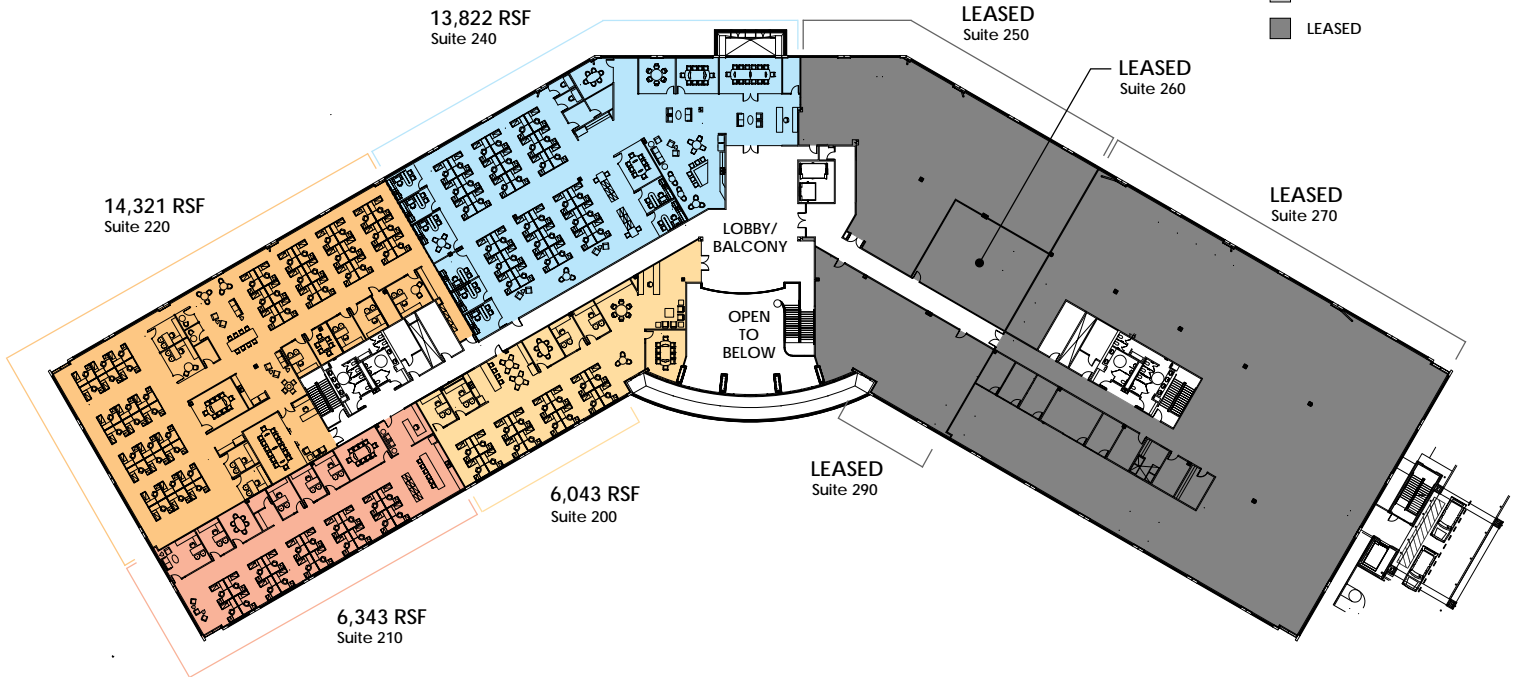 13,822 RSF
Suite 240
LEASED
Suite 250
LEASED
LEASED
Suite 260
14,321 RSF
Suite 220
LEASED
Suite 270
LOBBY/
BALCONY
OPEN
TO
BELOW
LEASED
Suite 290
6,043 RSF
Suite 200
6,343 RSF
Suite 210